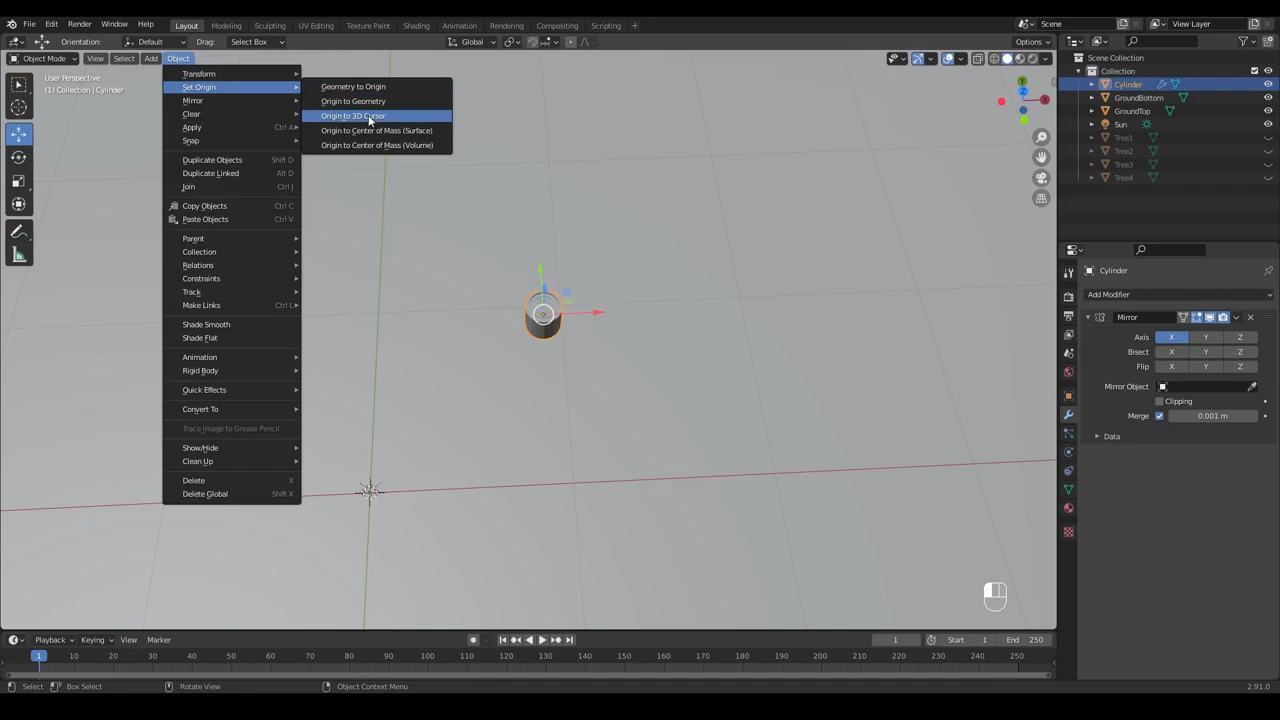 File Edit Render Window Help Layout Modeling Sculpting UV Editing Texture Paint Shading Animation Rendering Compositing Scripting + Scene View Layer
Orientation: Default Drag: Select Box Global Options
Object Mode View Select Add Object
User Perspective
(1) Collection | Cylinder
Transform
Set Origin
Mirror
Clear
Apply Ctrl A
Snap
Duplicate Objects Shift D
Duplicate Linked Alt D
Join Ctrl J
Copy Objects Ctrl C
Paste Objects Ctrl V
Parent
Collection
Relations
Constraints
Track
Make Links Ctrl L
Shade Smooth
Shade Flat
Animation
Rigid Body
Quick Effects
Convert To
Trace Image to Grease Pencil
Show/Hide
Clean Up
Delete X
Delete Global Shift X
Geometry to Origin
Origin to Geometry
Origin to 3D Cursor
Origin to Center of Mass (Surface)
Origin to Center of Mass (Volume)
Y
Z
X
Scene Collection
Collection
Cylinder
GroundBottom
GroundTop
Sun
Tree1
Tree2
Tree3
Tree4
Cylinder
Add Modifier
Mirror
Axis X Y Z
Bisect X Y Z
Flip X Y Z
Mirror Object
Clipping
Merge 0.001 m
Data
Playback Keying View Marker 1 Start 1 End 250
1 10 20 30 40 50 60 70 80 90 100 110 120 130 140 150 160 170 180 190 200 210 220 230 240 250
Select Box Select Rotate View Object Context Menu 2.91.0